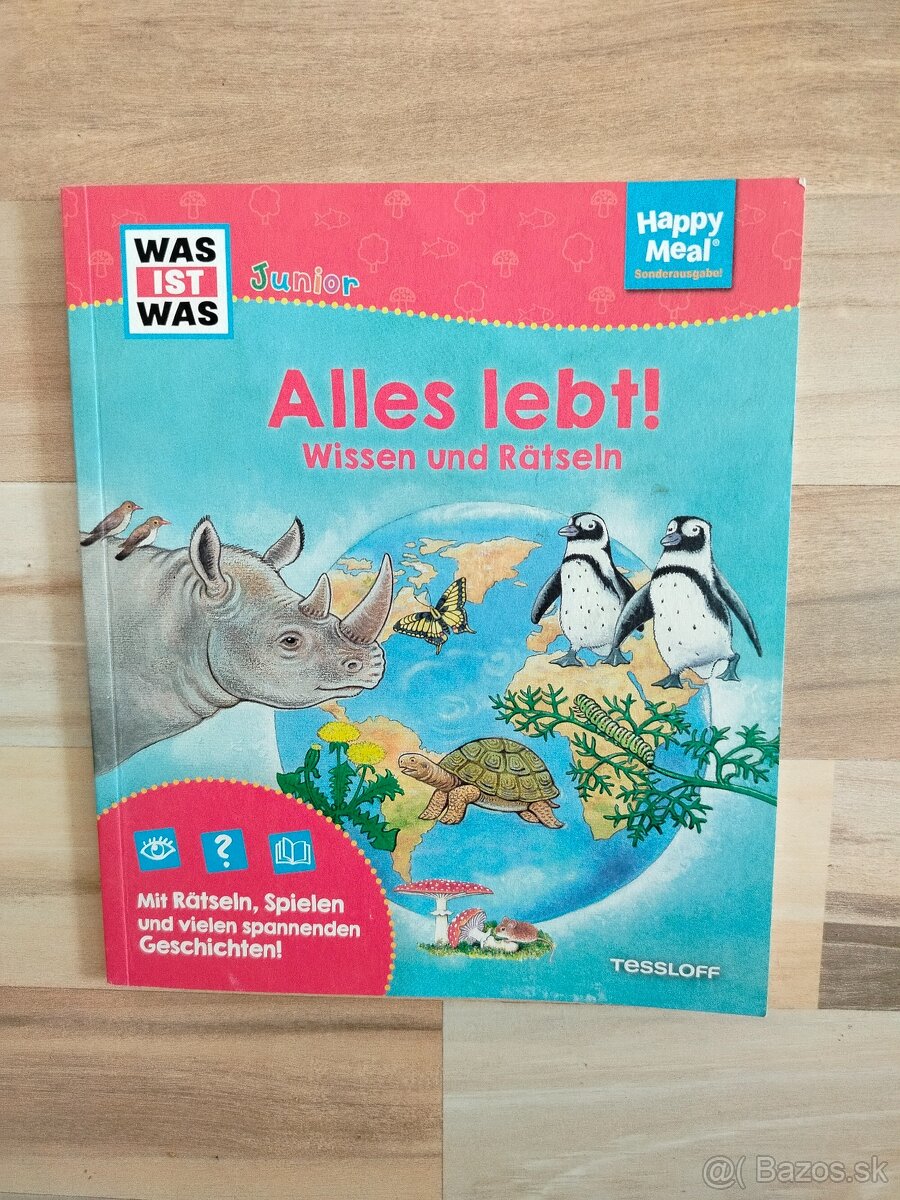 WAS
IST
WAS
Junior
Happy
Meal®
Sonderausgabe!
Alles lebt!
Wissen und Rätseln
?
Mit Rätseln, Spielen
und vielen spannenden
Geschichten!
TESSLOFF
@( Bazos.sk